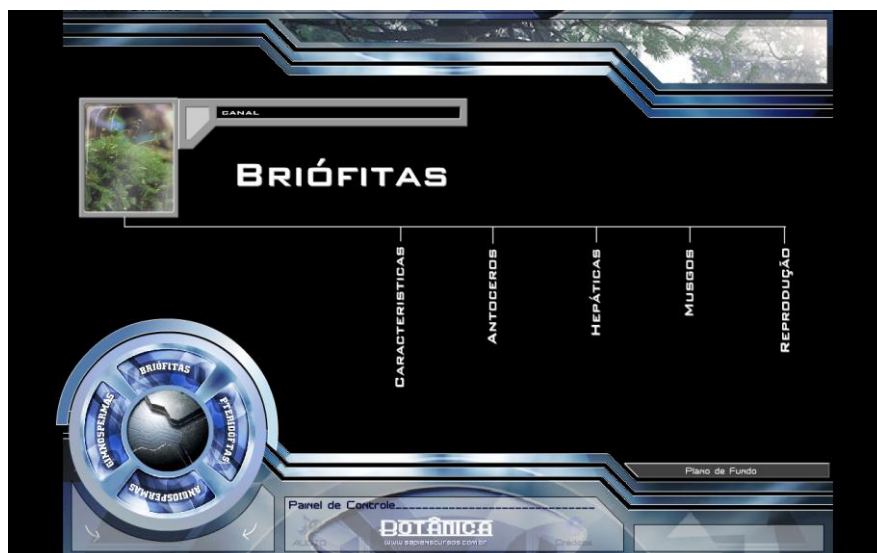 CANAL
BRIÓFITAS
CARACTERISTICAS
ANTOCEROS
HEPÁTICAS
MUSGOS
REPRODUÇÃO
BRIÓFITAS
PTERIDOFTAS
ANGIOSPERMAS
GIMNOSPERMAS
Plano de Fundo
Painel de Controle
BOTÂNICA
www.sapienscursos.com.br